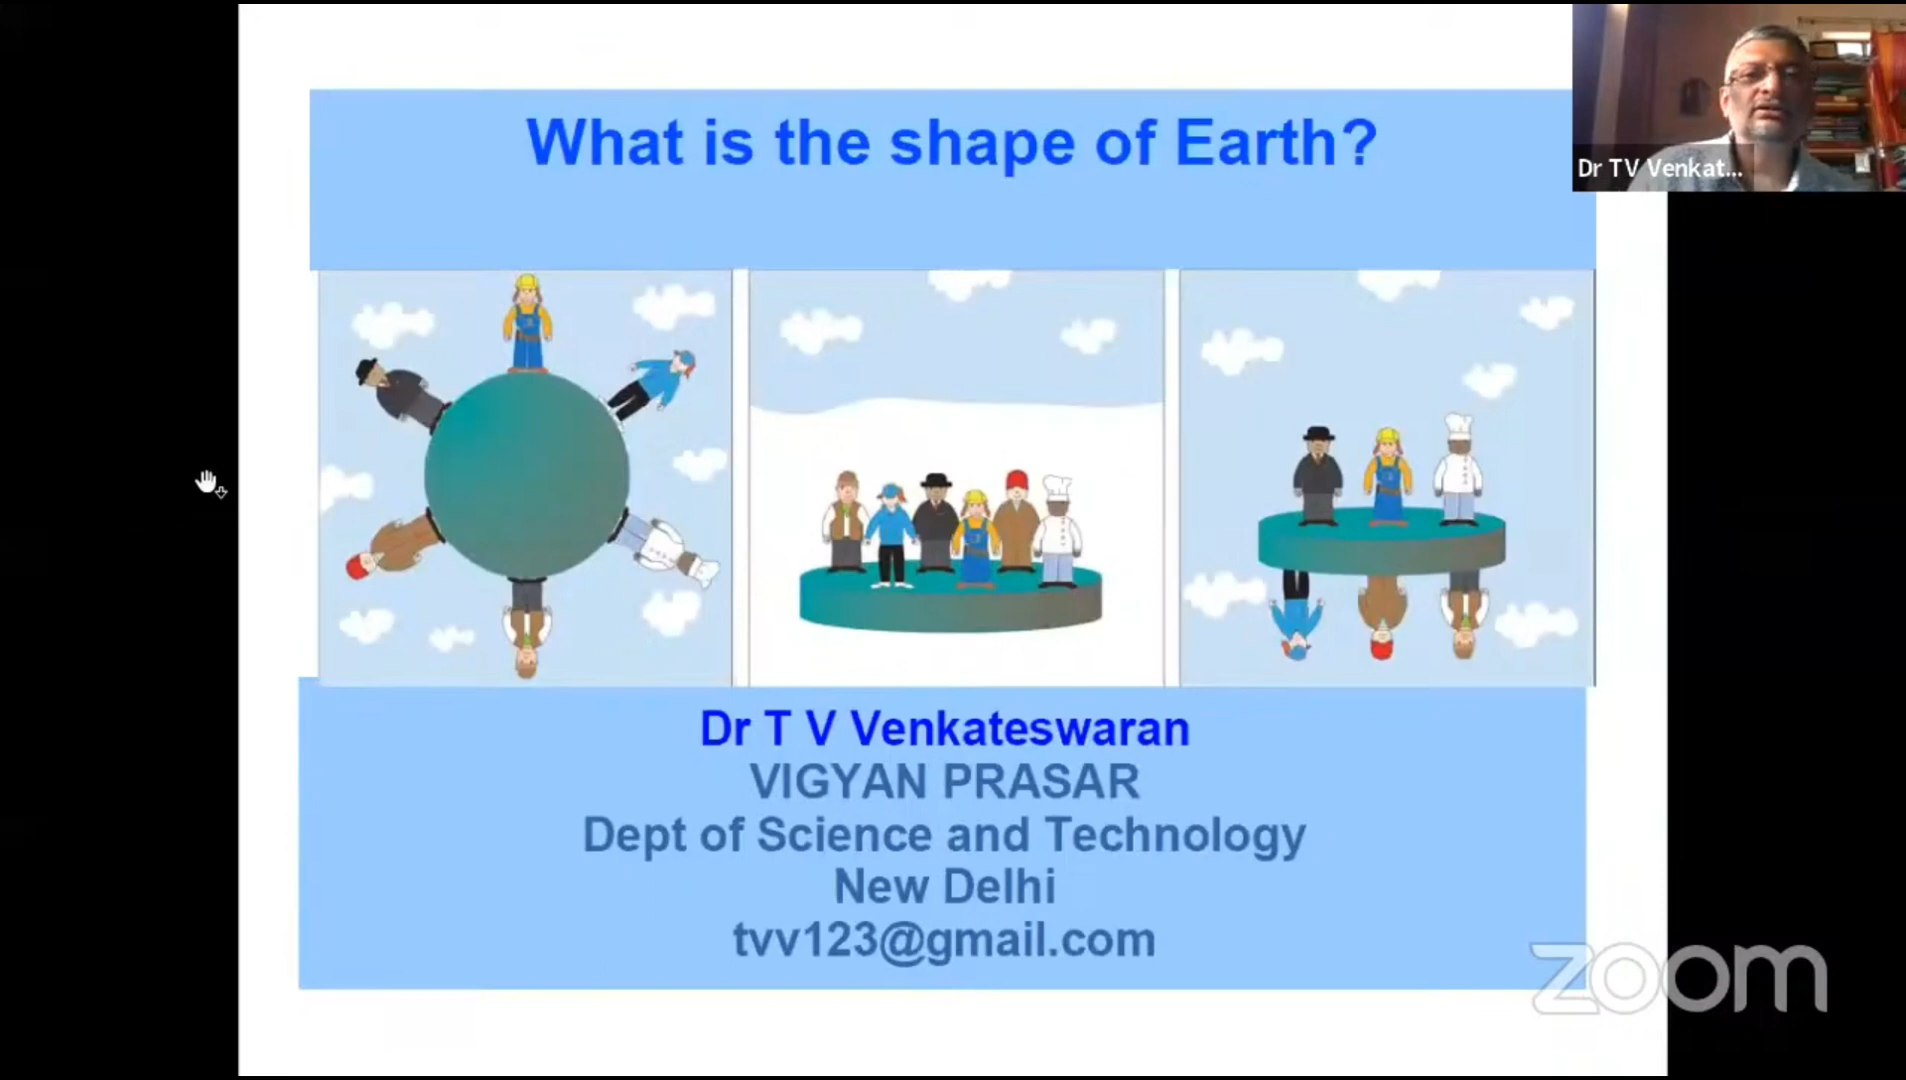 What is the shape of Earth?
Dr TV Venkat...
Dr T V Venkateswaran
VIGYAN PRASAR
Dept of Science and Technology
New Delhi
tvv123@gmail.com
zoom